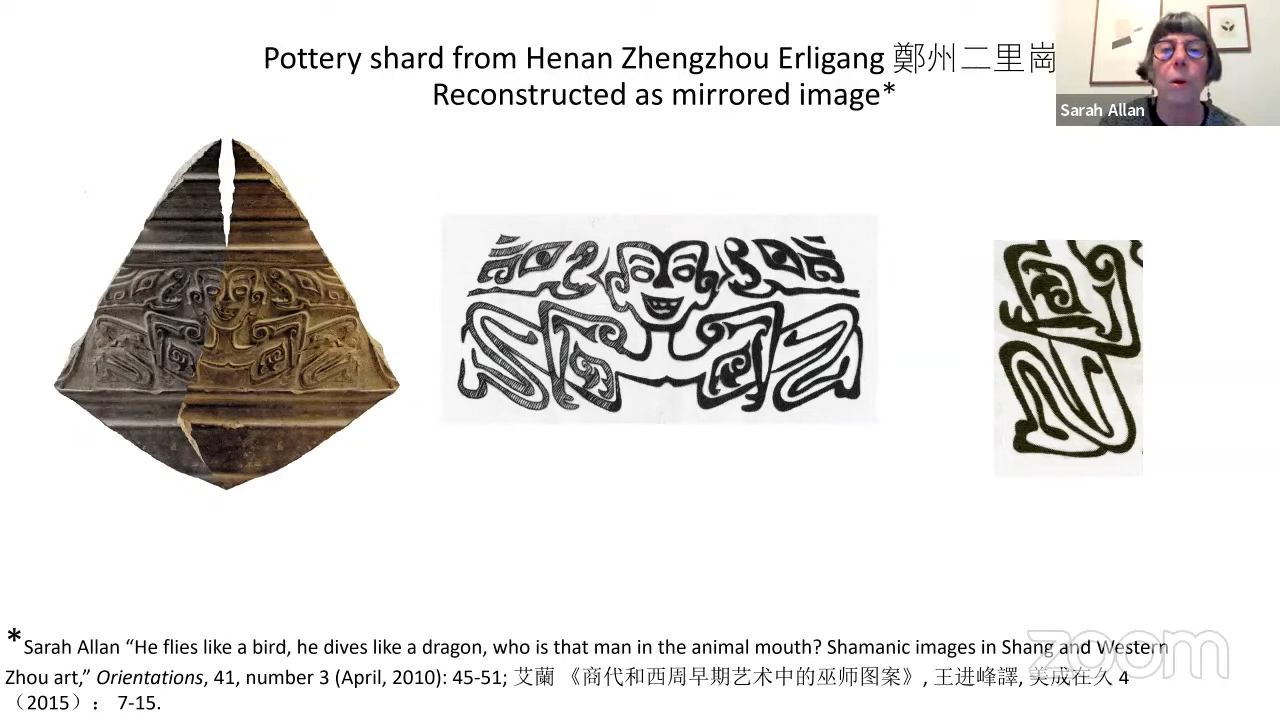 Pottery shard from Henan Zhengzhou Erligang 鄭州二里崗
Reconstructed as mirrored image*
Sarah Allan
*Sarah Allan “He flies like a bird, he dives like a dragon, who is that man in the animal mouth? Shamanic images in Shang and Western
Zhou art,” Orientations, 41, number 3 (April, 2010): 45-51; 艾蘭 《商代和西周早期艺术中的巫师图案》, 王进峰譯, 美成在久 4
（2015）： 7-15.
zoom